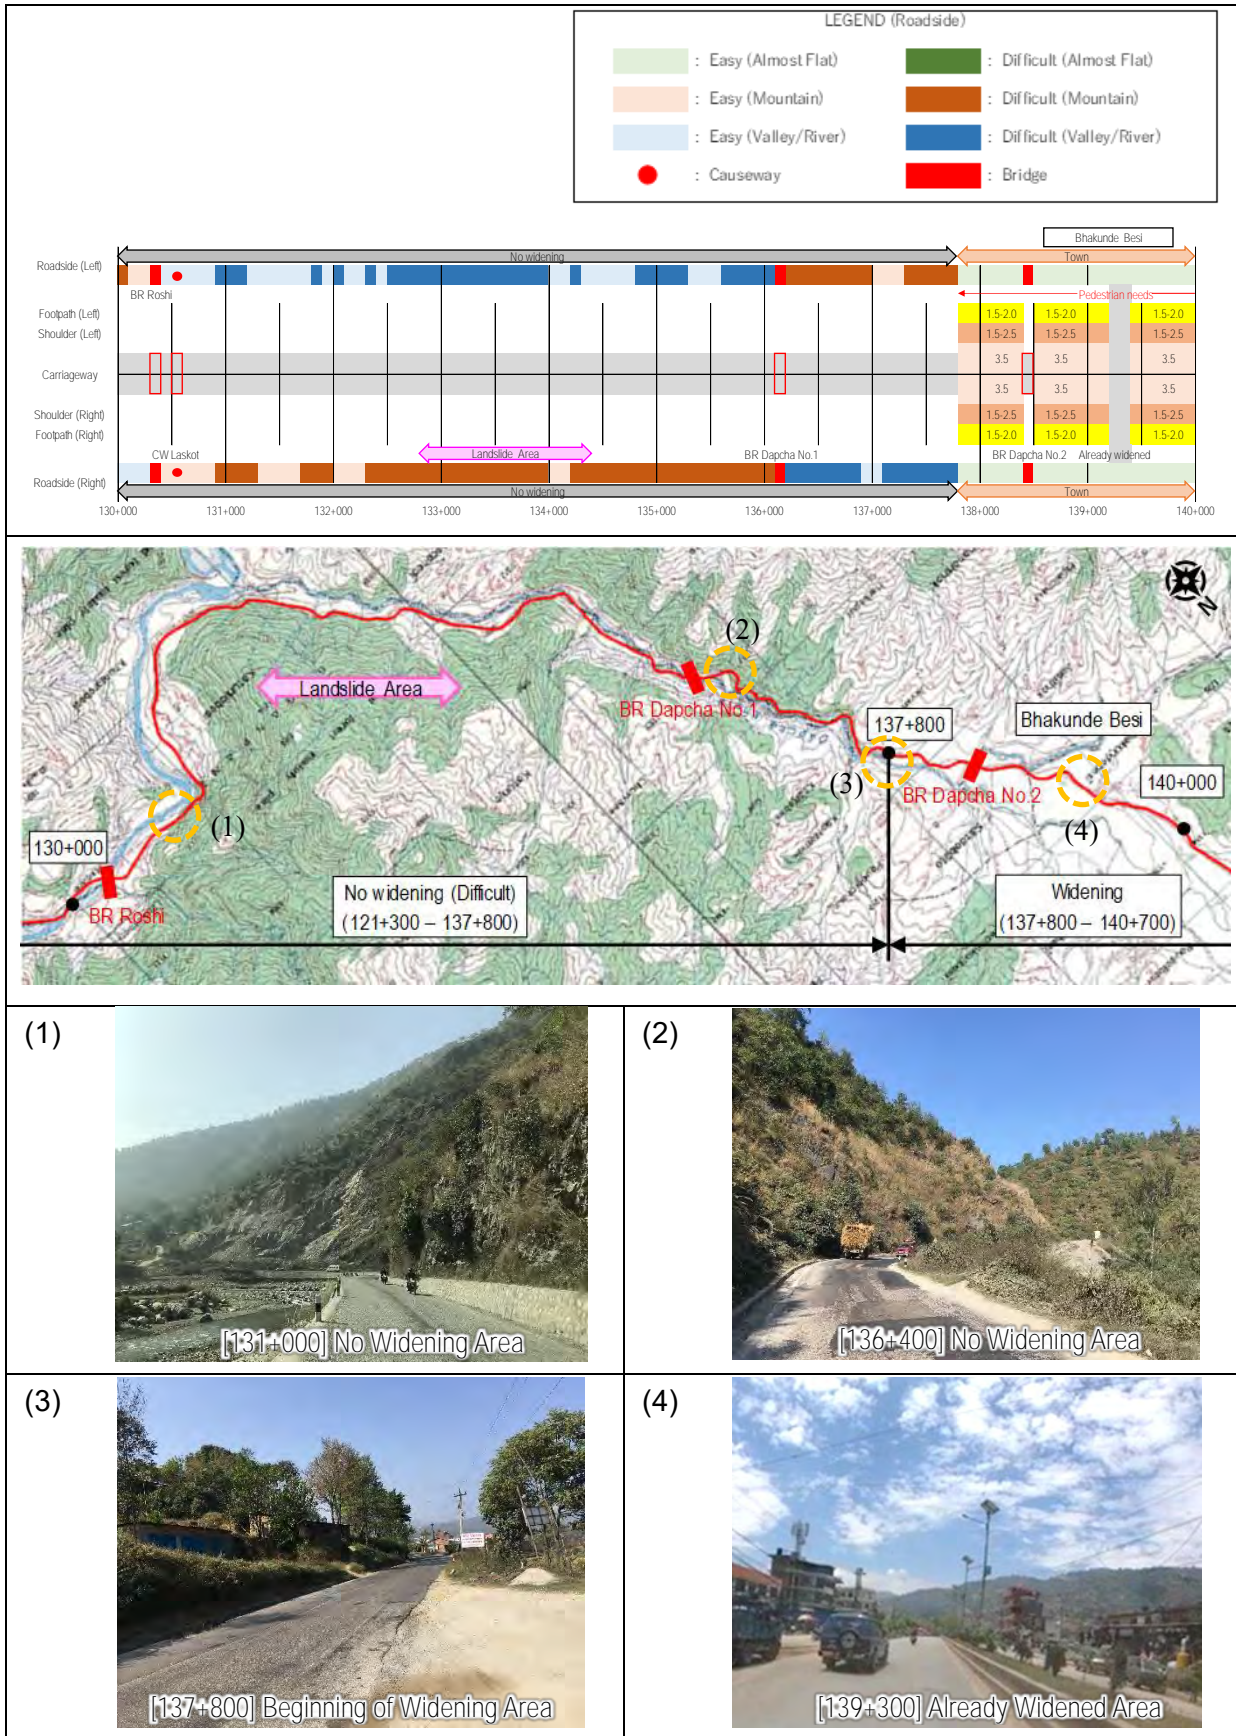 LEGEND (Roadside)
: Easy (Almost Flat)
: Difficult (Almost Flat)
: Easy (Mountain)
: Difficult (Mountain)
: Easy (Valley/River)
: Difficult (Valley/River)
: Causeway
: Bridge
Bhakunde Besi
No widening
Town
Roadside (Left)
BR Roshi
Pedestrian needs
Footpath (Left)
1.5-2.0 1.5-2.0 1.5-2.0
Shoulder (Left)
1.5-2.5 1.5-2.5 1.5-2.5
3.5 3.5 3.5
Carriageway
3.5 3.5 3.5
Shoulder (Right)
1.5-2.5 1.5-2.5 1.5-2.5
Footpath (Right)
1.5-2.0 1.5-2.0 1.5-2.0
CW Laskot
Landslide Area
BR Dapcha No.1
BR Dapcha No.2
Already widened
Roadside (Right)
No widening
Town
130+000 131+000 132+000 133+000 134+000 135+000 136+000 137+000 138+000 139+000 140+000
N
(2)
Landslide Area
BR Dapcha No.1
137+800
Bhakunde Besi
(3)
BR Dapcha No.2
140+000
(1)
(4)
130+000
BR Roshi
No widening (Difficult)
(121+300 – 137+800)
Widening
(137+800 – 140+700)
(1)
[131+000] No Widening Area
(2)
[136+400] No Widening Area
(3)
[137+800] Beginning of Widening Area
(4)
[139+300] Already Widened Area